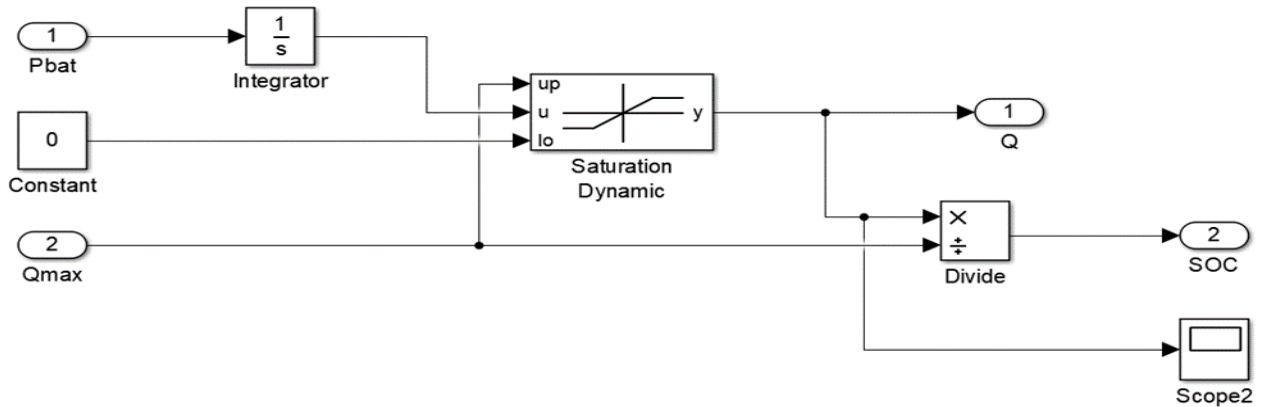 1
Pbat
1
s
Integrator
0
Constant
2
Qmax
up
u
lo
y
Saturation
Dynamic
1
Q
×
÷
Divide
2
SOC
Scope2